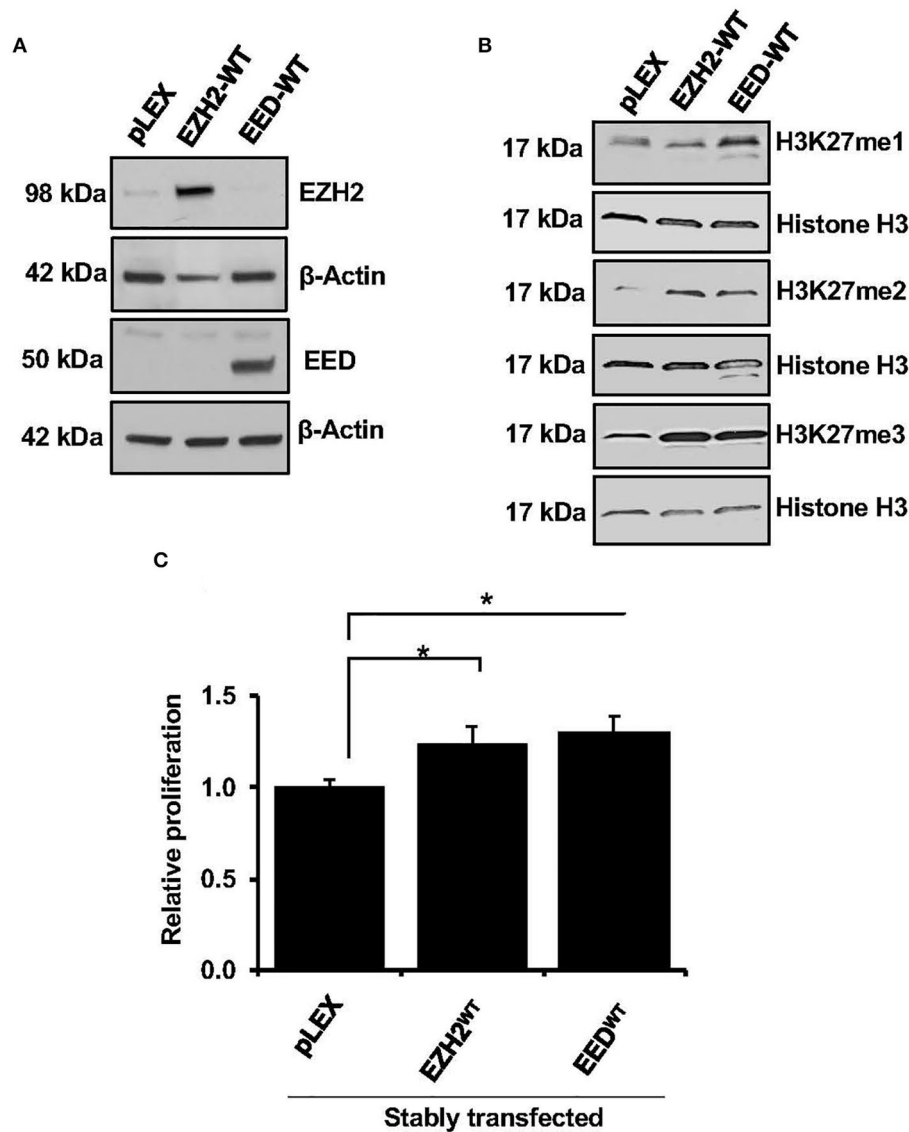 A
pLEX
EZH2-WT
EED-WT
98 kDa
EZH2
42 kDa
β-Actin
50 kDa
EED
42 kDa
β-Actin
B
pLEX
EZH2-WT
EED-WT
17 kDa
H3K27me1
17 kDa
Histone H3
17 kDa
H3K27me2
17 kDa
Histone H3
17 kDa
H3K27me3
17 kDa
Histone H3
C
*
*
Relative proliferation
1.5
1.0
0.5
0.0
pLEX
EZH2ᵂᵀ
EEDᵂᵀ
Stably transfected